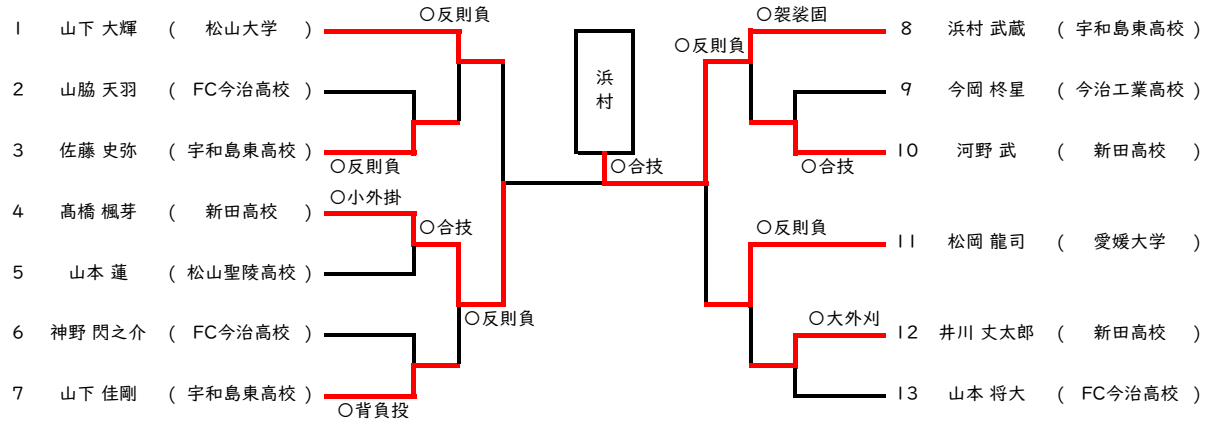 ○反則負
○袈裟固
1 山下 大輝 ( 松山大学 )
8 浜村 武蔵 ( 宇和島東高校 )
○反則負
浜村
2 山脇 天羽 ( FC今治高校 )
9 今岡 柊星 ( 今治工業高校 )
3 佐藤 史弥 ( 宇和島東高校 )
10 河野 武 ( 新田高校 )
○反則負
○合技
○合技
○小外掛
4 髙橋 楓芽 ( 新田高校 )
○合技
○反則負
11 松岡 龍司 ( 愛媛大学 )
5 山本 蓮 ( 松山聖陵高校 )
○反則負
○大外刈
6 神野 閃之介 ( FC今治高校 )
12 井川 丈太郎 ( 新田高校 )
7 山下 佳剛 ( 宇和島東高校 )
13 山本 将大 ( FC今治高校 )
○背負投